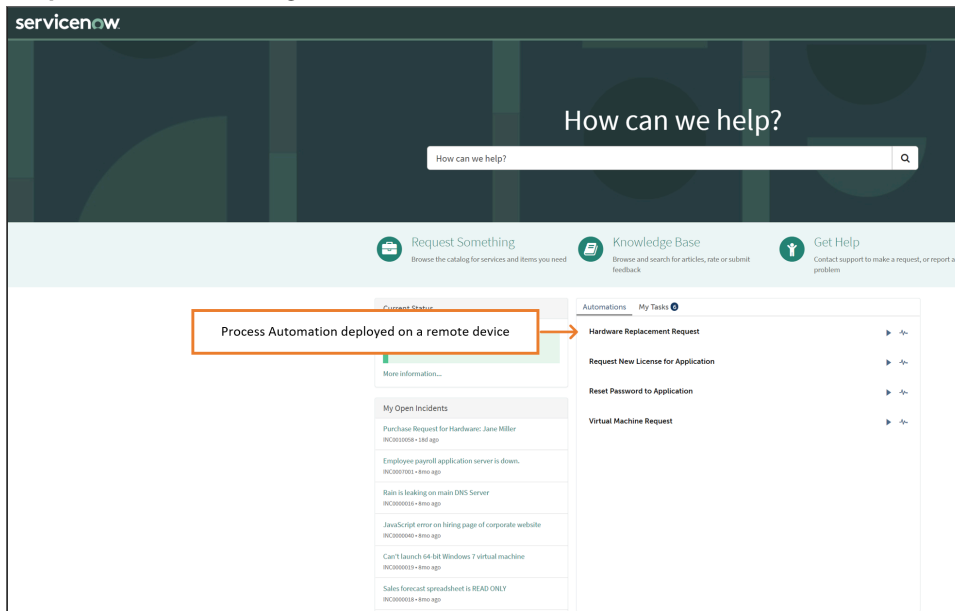 servicenow.
How can we help?
How can we help?
Request Something
Browse the catalog for services and items you need
Knowledge Base
Browse and search for articles, rate or submit
feedback
Get Help
Contact support to make a request, or report a
problem
Current Status
Process Automation deployed on a remote device
More information...
My Open Incidents
Purchase Request for Hardware: Jane Miller
INC0010056 • 18d ago
Employee payroll application server is down.
INC0007001 • 8mo ago
Rain is leaking on main DNS Server
INC0000016 • 8mo ago
JavaScript error on hiring page of corporate website
INC0000040 • 8mo ago
Can't launch 64-bit Windows 7 virtual machine
INC0000019 • 8mo ago
Sales forecast spreadsheet is READ ONLY
INC0000018 • 8mo ago
Automations My Tasks 6
Hardware Replacement Request
Request New License for Application
Reset Password to Application
Virtual Machine Request